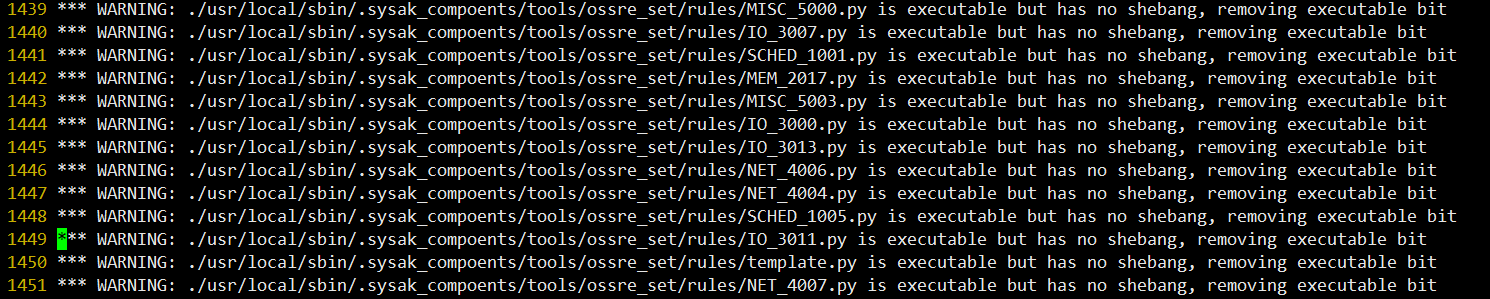 1439 *** WARNING: ./usr/local/sbin/.sysak_compoents/tools/ossre_set/rules/MISC_5000.py is executable but has no shebang, removing executable bit
1440 *** WARNING: ./usr/local/sbin/.sysak_compoents/tools/ossre_set/rules/IO_3007.py is executable but has no shebang, removing executable bit
1441 *** WARNING: ./usr/local/sbin/.sysak_compoents/tools/ossre_set/rules/SCHED_1001.py is executable but has no shebang, removing executable bit
1442 *** WARNING: ./usr/local/sbin/.sysak_compoents/tools/ossre_set/rules/MEM_2017.py is executable but has no shebang, removing executable bit
1443 *** WARNING: ./usr/local/sbin/.sysak_compoents/tools/ossre_set/rules/MISC_5003.py is executable but has no shebang, removing executable bit
1444 *** WARNING: ./usr/local/sbin/.sysak_compoents/tools/ossre_set/rules/IO_3000.py is executable but has no shebang, removing executable bit
1445 *** WARNING: ./usr/local/sbin/.sysak_compoents/tools/ossre_set/rules/IO_3013.py is executable but has no shebang, removing executable bit
1446 *** WARNING: ./usr/local/sbin/.sysak_compoents/tools/ossre_set/rules/NET_4006.py is executable but has no shebang, removing executable bit
1447 *** WARNING: ./usr/local/sbin/.sysak_compoents/tools/ossre_set/rules/NET_4004.py is executable but has no shebang, removing executable bit
1448 *** WARNING: ./usr/local/sbin/.sysak_compoents/tools/ossre_set/rules/SCHED_1005.py is executable but has no shebang, removing executable bit
1449 *** WARNING: ./usr/local/sbin/.sysak_compoents/tools/ossre_set/rules/IO_3011.py is executable but has no shebang, removing executable bit
1450 *** WARNING: ./usr/local/sbin/.sysak_compoents/tools/ossre_set/rules/template.py is executable but has no shebang, removing executable bit
1451 *** WARNING: ./usr/local/sbin/.sysak_compoents/tools/ossre_set/rules/NET_4007.py is executable but has no shebang, removing executable bit